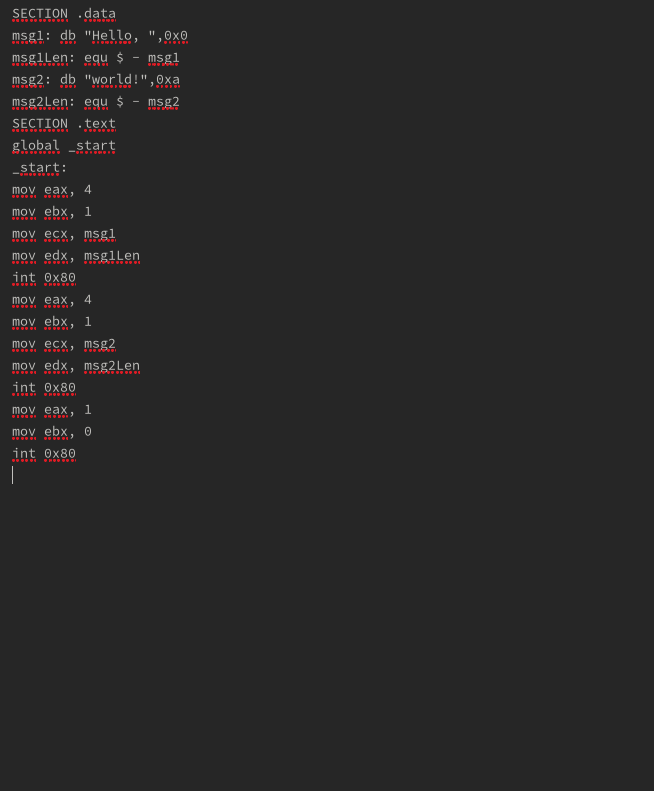 SECTION .data
msg1: db "Hello, ",0x0
msg1Len: equ $ - msg1
msg2: db "world!",0xa
msg2Len: equ $ - msg2
SECTION .text
global _start
_start:
mov eax, 4
mov ebx, 1
mov ecx, msg1
mov edx, msg1Len
int 0x80
mov eax, 4
mov ebx, 1
mov ecx, msg2
mov edx, msg2Len
int 0x80
mov eax, 1
mov ebx, 0
int 0x80